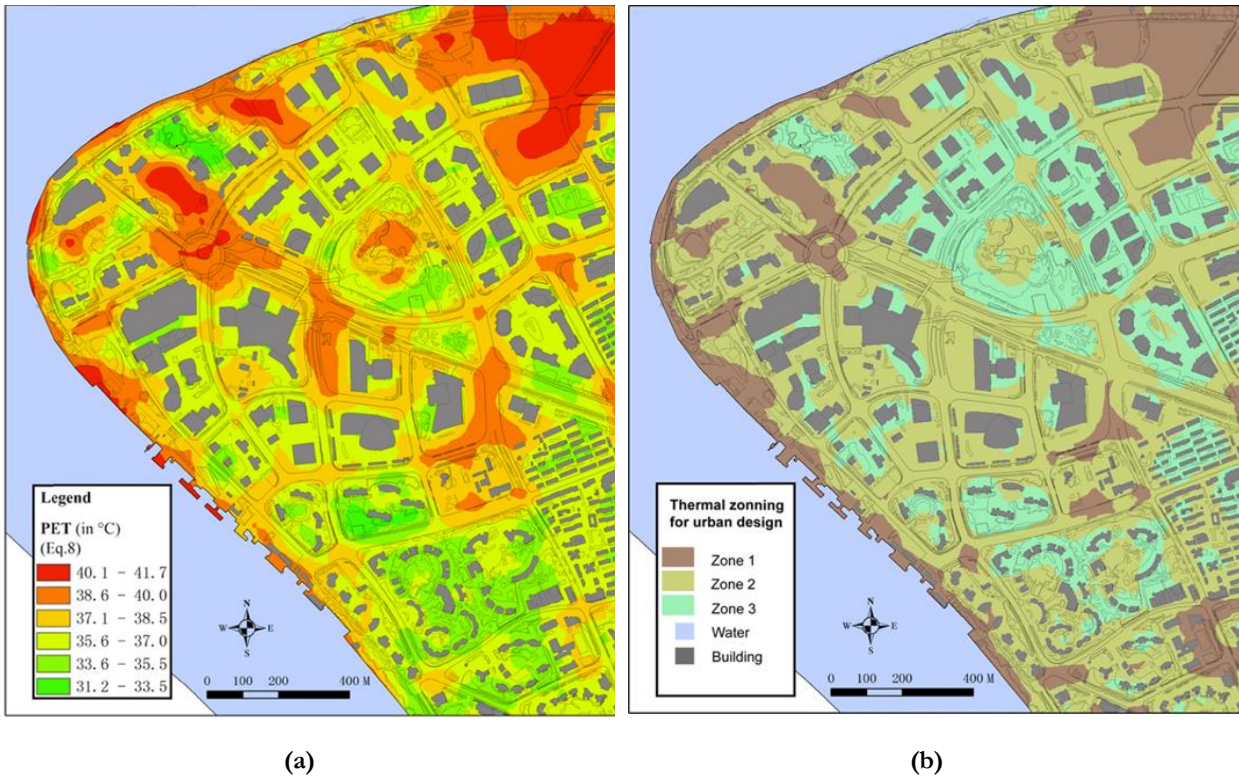 Legend
PET (in °C)
(Eq.8)
40.1 - 41.7
38.6 - 40.0
37.1 - 38.5
35.6 - 37.0
33.6 - 35.5
31.2 - 33.5
N
W E
S
0 100 200 400 M
Thermal zonning
for urban design
Zone 1
Zone 2
Zone 3
Water
Building
N
W E
S
0 100 200 400 M
(a)
(b)